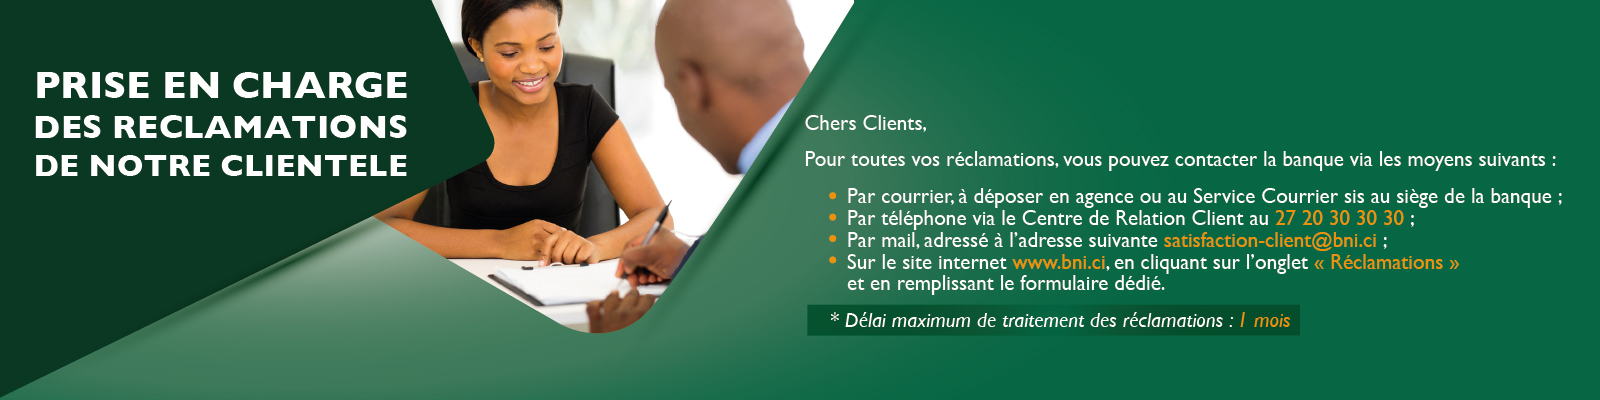 PRISE EN CHARGE
DES RECLAMATIONS
DE NOTRE CLIENTELE
Chers Clients,
Pour toutes vos réclamations, vous pouvez contacter la banque via les moyens suivants :
• Par courrier, à déposer en agence ou au Service Courrier sis au siège de la banque ;
• Par téléphone via le Centre de Relation Client au 27 20 30 30 30 ;
• Par mail, adressé à l'adresse suivante satisfaction-client@bni.ci ;
• Sur le site internet www.bni.ci, en cliquant sur l'onglet « Réclamations »
et en remplissant le formulaire dédié.
* Délai maximum de traitement des réclamations : 1 mois